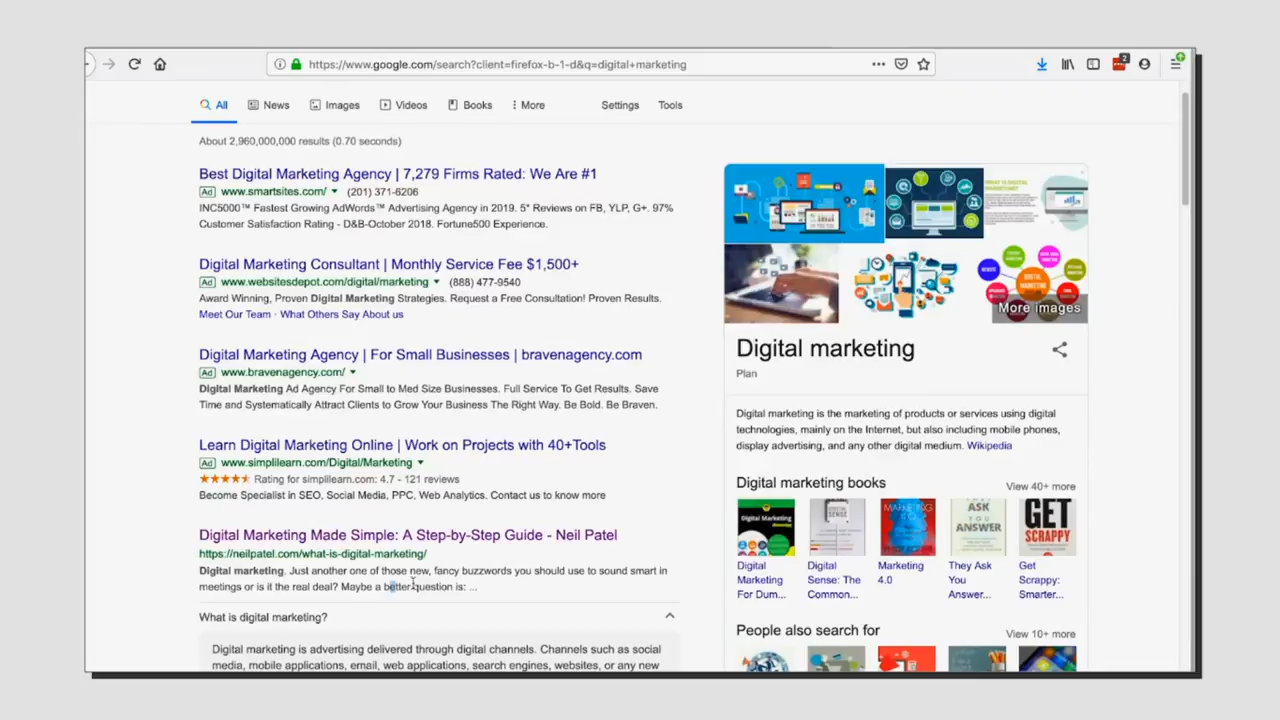 https://www.google.com/search?client=firefox-b-1-d&q=digital+marketing
2
All News Images Videos Books More Settings Tools
About 2,960,000,000 results (0.70 seconds)
Best Digital Marketing Agency | 7,279 Firms Rated: We Are #1
Ad www.smartsites.com/ (201) 371-6206
INC5000™ Fastest Growing AdWords™ Advertising Agency in 2019. 5* Reviews on FB, YLP, G+. 97%
Customer Satisfaction Rating - D&B-October 2018. Fortune500 Experience.
Digital Marketing Consultant | Monthly Service Fee $1,500+
Ad www.websitesdepot.com/digital/marketing (888) 477-9540
Award Winning, Proven Digital Marketing Strategies. Request a Free Consultation! Proven Results.
Meet Our Team · What Others Say About us
Digital Marketing Agency | For Small Businesses | bravenagency.com
Ad www.bravenagency.com/
Digital Marketing Ad Agency For Small to Med Size Businesses. Full Service To Get Results. Save
Time and Systematically Attract Clients to Grow Your Business The Right Way. Be Bold. Be Braven.
Learn Digital Marketing Online | Work on Projects with 40+Tools
Ad www.simplilearn.com/Digital/Marketing
Rating for simplilearn.com: 4.7 - 121 reviews
Become Specialist in SEO, Social Media, PPC, Web Analytics. Contact us to know more
Digital Marketing Made Simple: A Step-by-Step Guide - Neil Patel
https://neilpatel.com/what-is-digital-marketing/
Digital marketing. Just another one of those new, fancy buzzwords you should use to sound smart in
meetings or is it the real deal? Maybe a better question is: ...
What is digital marketing?
Digital marketing is advertising delivered through digital channels. Channels such as social
media, mobile applications, email, web applications, search engines, websites, or any new
More images
Digital marketing
Plan
Digital marketing is the marketing of products or services using digital
technologies, mainly on the Internet, but also including mobile phones,
display advertising, and any other digital medium. Wikipedia
Digital marketing books
View 40+ more
Digital Marketing
DIGITAL SENSE
MARKETING 4.0
THEY ASK YOU ANSWER
GET SCRAPPY
Digital Marketing For Dum...
Digital Sense: The Common...
Marketing 4.0
They Ask You Answer...
Get Scrappy: Smarter...
People also search for
View 10+ more